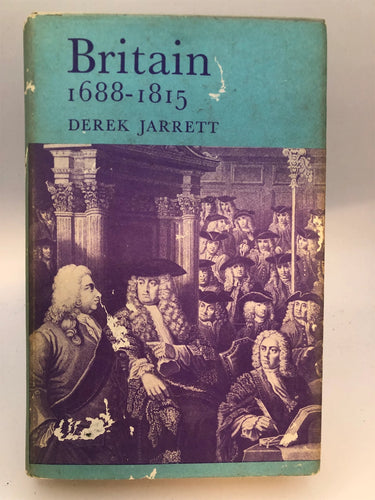 Britain
1688-1815
DEREK JARRETT